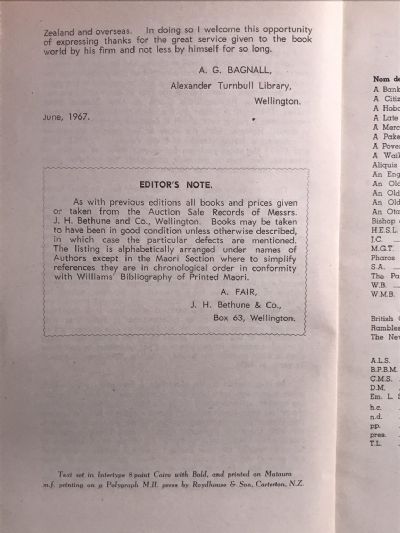 Zealand and overseas. In doing so I welcome this opportunity
of expressing thanks for the great service given to the book
world by his firm and not less by himself for so long.
A. G. BAGNALL,
Alexander Turnbull Library,
Wellington.
June, 1967.
EDITOR'S NOTE.
As with previous editions all books and prices given
or taken from the Auction Sale Records of Messrs.
J. H. Bethune and Co., Wellington. Books may be taken
to have been in good condition unless otherwise described,
in which case the particular defects are mentioned.
The listing is alphabetically arranged under names of
Authors except in the Maori Section where to simplify
references they are in chronological order in conformity
with Williams' Bibliography of Printed Maori.
A. FAIR,
J. H. Bethune & Co.,
Box 63, Wellington.
Text set in Intertype 8 point Cairo with Bold, and printed on Mataura
m.f. printing on a Polygraph M.II. press by Roydhouse & Son, Carterton, N.Z.
Nom de
A Bank
A Citiz
A Hobo
A Late
A Merc
A Pake
A Pover
A Waik
Aliquis
An Eng
An Old
An Old
An Old
An Ota
Bishop
H.E.S.L.
J.C.
M.G.T.
Pharos
S.A.
The Pa
W.B.
W.M.B.
British
Rambles
The Nev
A.L.S.
B.P.B.M.
C.M.S.
D.M.
Em. L.
h.c.
n.d.
pp.
pres.
T.L.